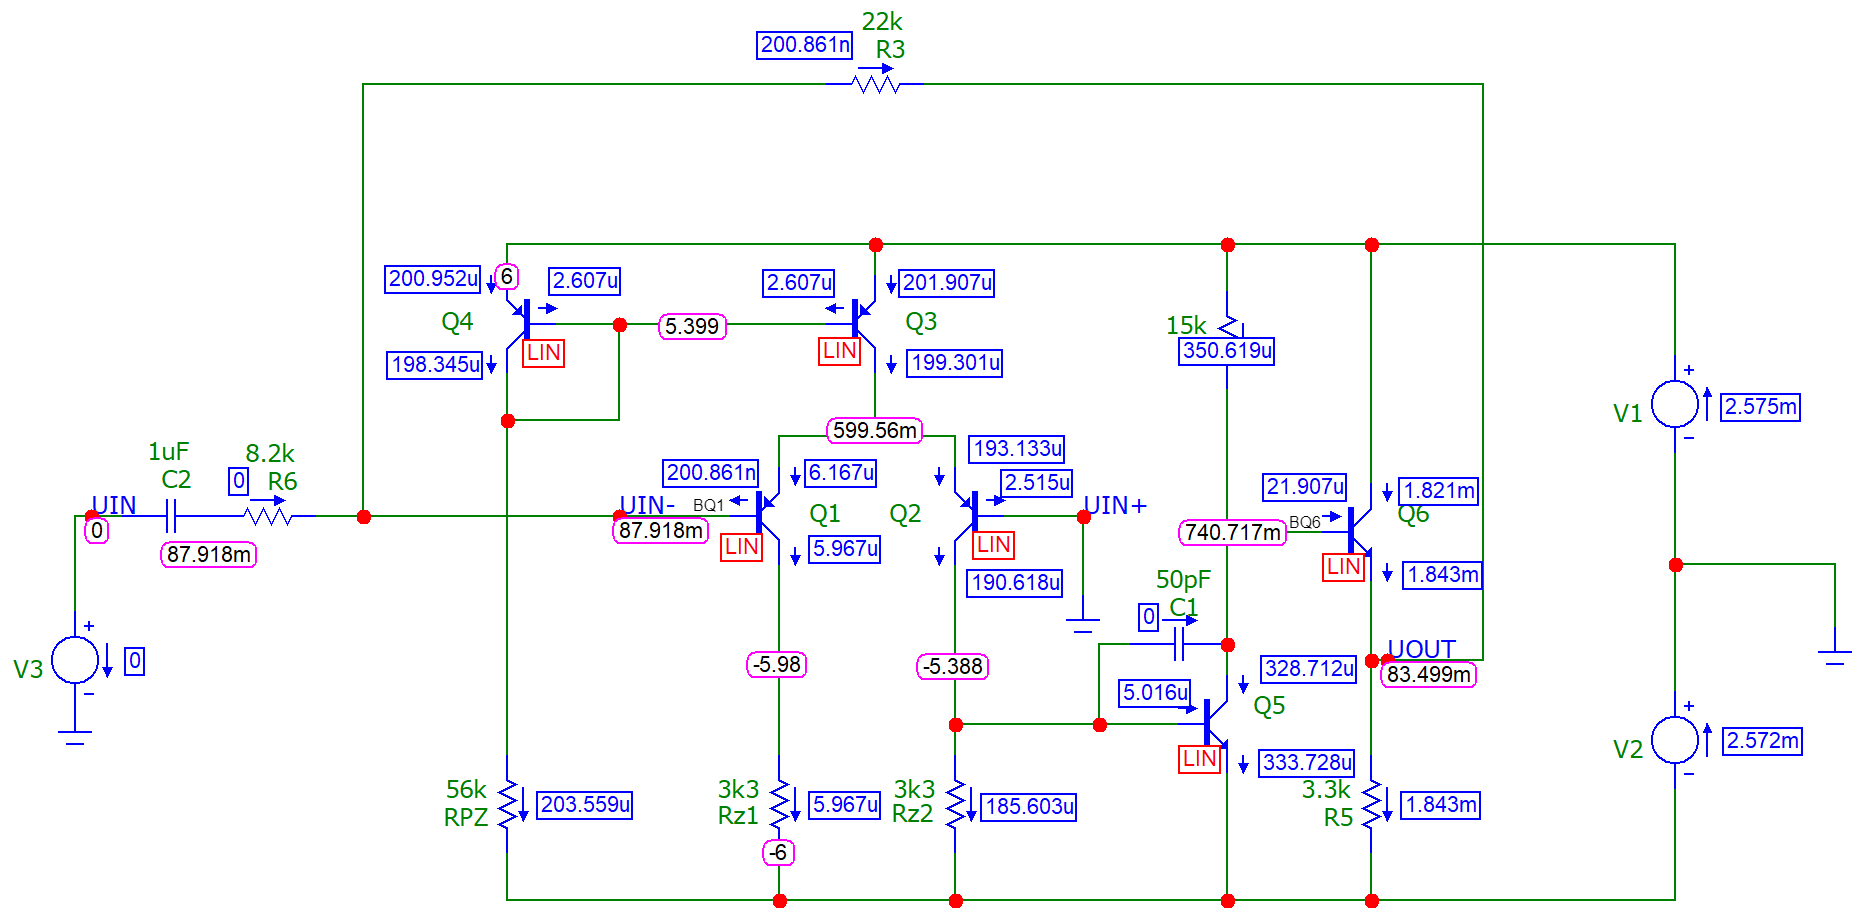 22k
200.861n
R3
200.952u
6
2.607u
2.607u
201.907u
Q4
5.399
Q3
15k
LIN
LIN
350.619u
198.345u
199.301u
V1
+
2.575m
-
599.56m
193.133u
1uF
8.2k
200.861n
6.167u
2.515u
C2
0
R6
21.907u
1.821m
UIN
UIN-
BQ1
Q1
Q2
UIN+
Q6
0
87.918m
740.717m
BQ6
87.918m
LIN
5.967u
LIN
LIN
1.843m
50pF
190.618u
C1
0
+
V3
0
-
-5.98
-5.388
328.712u
UOUT
83.499m
5.016u
Q5
+
V2
2.572m
-
LIN
333.728u
56k
RPZ
203.559u
3k3
Rz1
5.967u
3k3
Rz2
185.603u
3.3k
R5
1.843m
-6